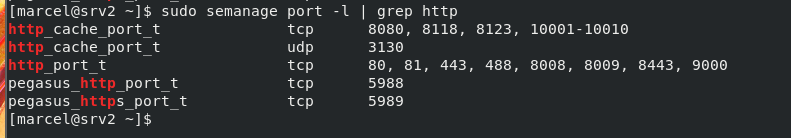 [marcel@srv2 ~]$ sudo semanage port -l | grep http
http_cache_port_t              tcp      8080, 8118, 8123, 10001-10010
http_cache_port_t              udp      3130
http_port_t                    tcp      80, 81, 443, 488, 8008, 8009, 8443, 9000
pegasus_http_port_t            tcp      5988
pegasus_https_port_t           tcp      5989
[marcel@srv2 ~]$